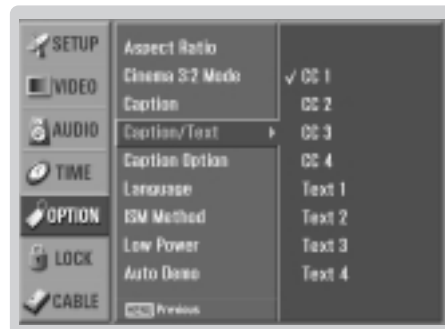 SETUP
VIDEO
AUDIO
TIME
OPTION
LOCK
CABLE
Aspect Ratio
Cinema 3:2 Mode
Caption
Caption/Text
Caption Option
Language
ISM Method
Low Power
Auto Demo
MENU Previous
✓ CC 1
CC 2
CC 3
CC 4
Text 1
Text 2
Text 3
Text 4